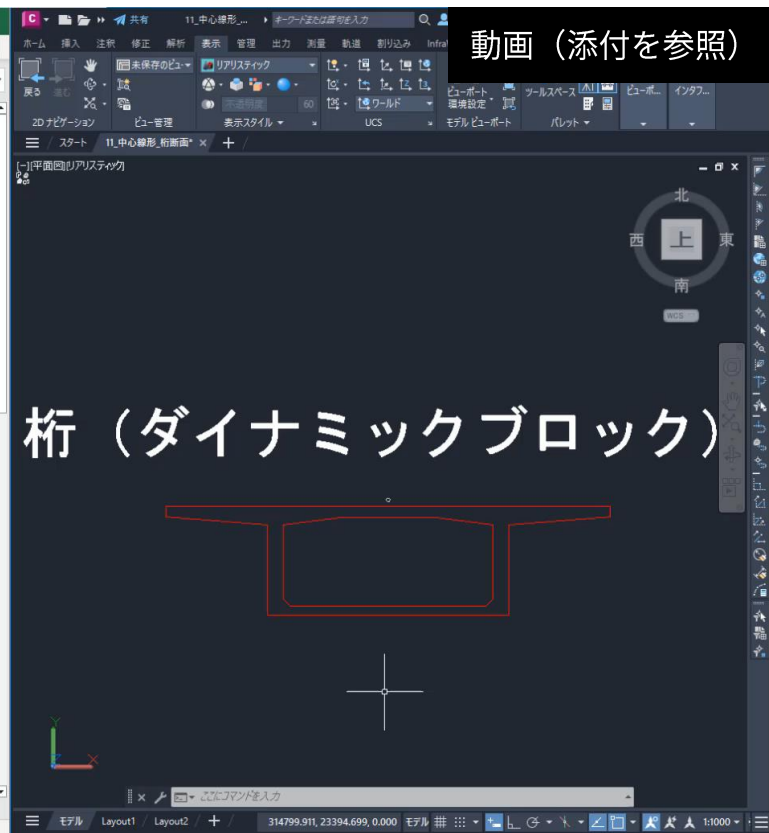 共有
11_中心線形_...
キーワードまたは語句を入力
動画（添付を参照）
ホーム 挿入 注釈 修正 解析 表示 管理 出力 測量 軌道 割り込み Infral
戻る 進む
未保存のビュー
リアリスティック
不透明度 60
ワールド
ビューポート環境設定
ツールスペース
ビューポ...
インタフ...
2D ナビゲーション ビュー管理 表示スタイル UCS モデル ビューポート パレット
スタート 11_中心線形_桁断面* × +
[-][平面図][リアリスティック]
北
西 上 東
南
WCS
桁（ダイナミックブロック）
Y
X
ここにコマンドを入力
モデル Layout1 Layout2 + 314799.911, 23394.699, 0.000 モデル 1:1000